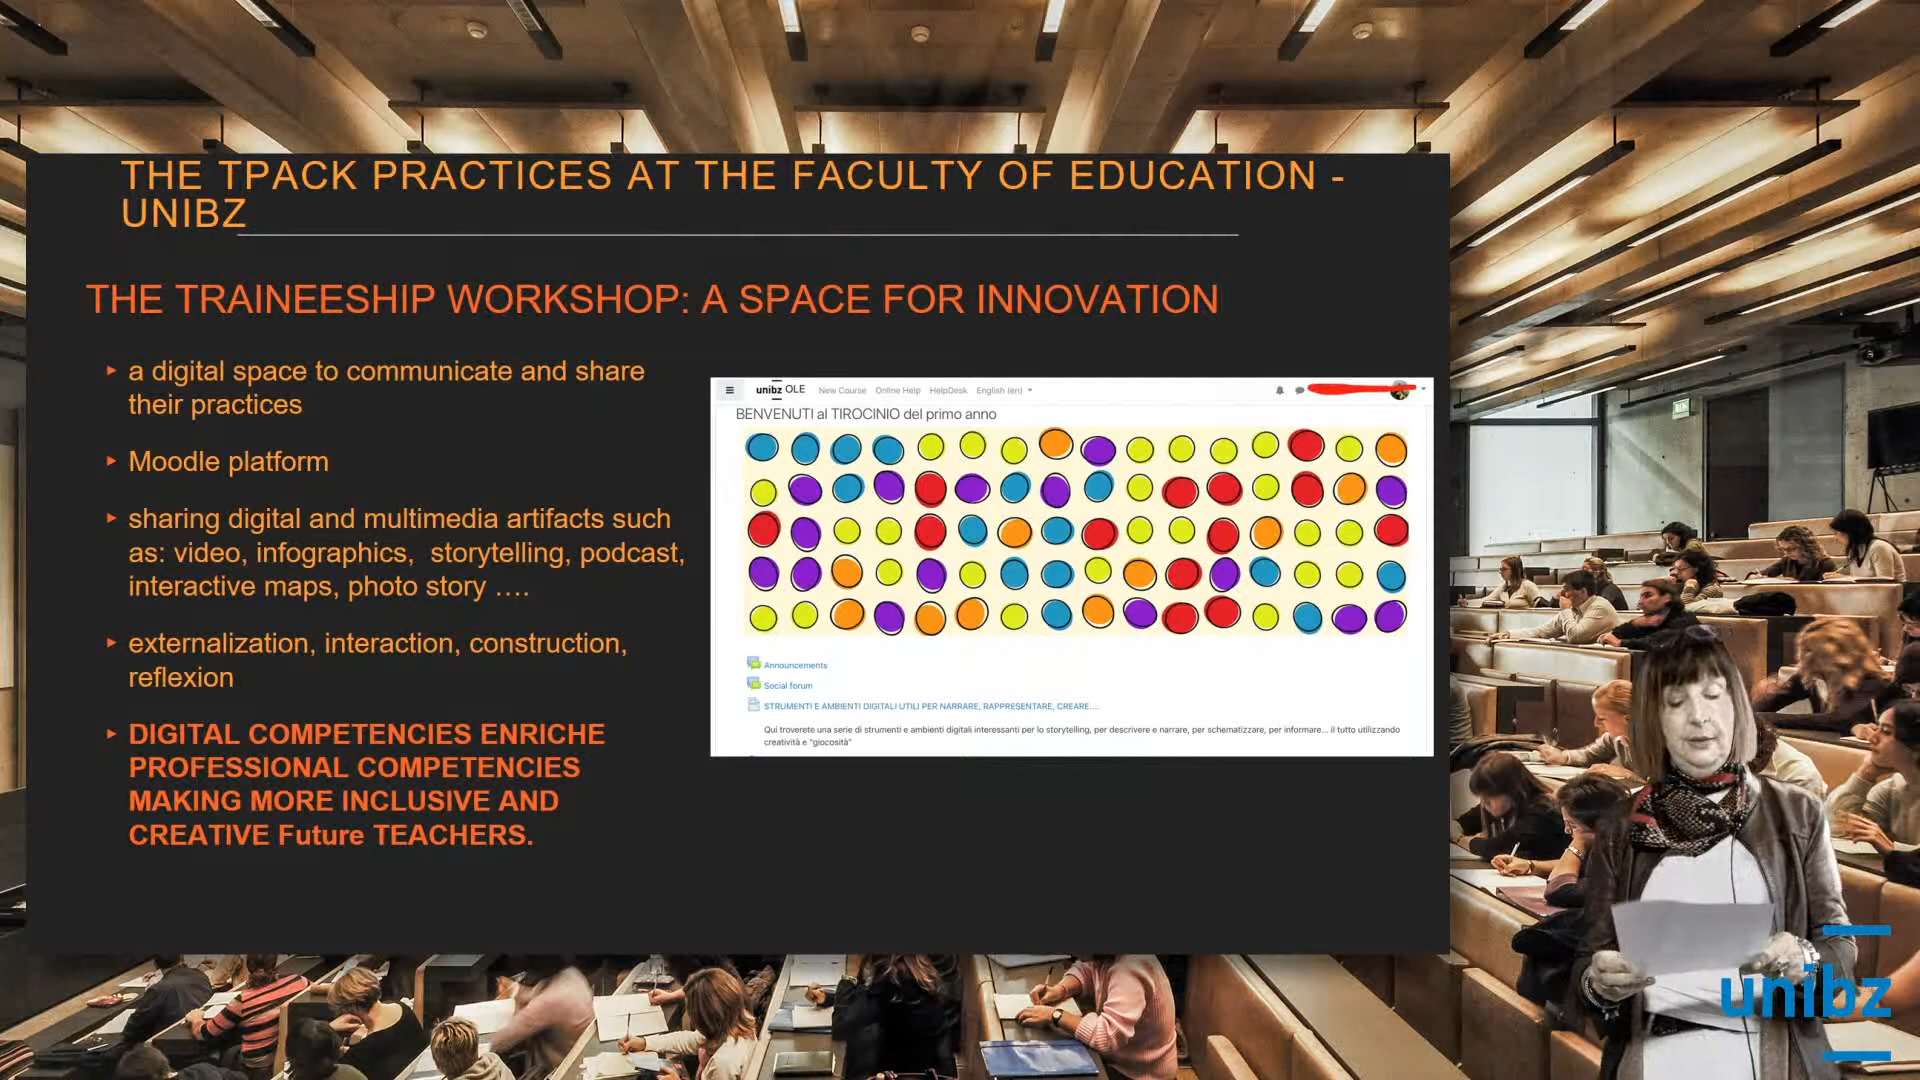 THE TPACK PRACTICES AT THE FACULTY OF EDUCATION -
UNIBZ
THE TRAINEESHIP WORKSHOP: A SPACE FOR INNOVATION
a digital space to communicate and share
their practices
Moodle platform
sharing digital and multimedia artifacts such
as: video, infographics, storytelling, podcast,
interactive maps, photo story ….
externalization, interaction, construction,
reflexion
DIGITAL COMPETENCIES ENRICHE
PROFESSIONAL COMPETENCIES
MAKING MORE INCLUSIVE AND
CREATIVE Future TEACHERS.
unibz OLE New Course Online Help HelpDesk English (en)
BENVENUTI al TIROCINIO del primo anno
Announcements
Social forum
STRUMENTI E AMBIENTI DIGITALI UTILI PER NARRARE, RAPPRESENTARE, CREARE....
Qui troverete una serie di strumenti e ambienti digitali interessanti per lo storytelling, per descrivere e narrare, per schematizzare, per informare... il tutto utilizzando
creatività e "giocosità"
unibz